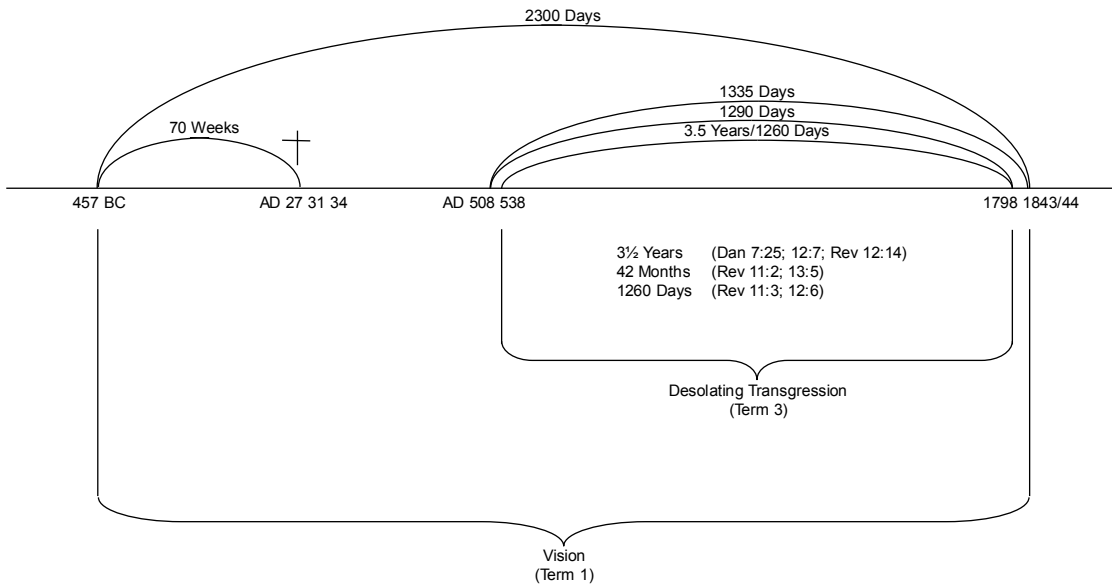 2300 Days
1335 Days
1290 Days
3.5 Years/1260 Days
70 Weeks
457 BC AD 27 31 34 AD 508 538 1798 1843/44
3½ Years (Dan 7:25; 12:7; Rev 12:14)
42 Months (Rev 11:2; 13:5)
1260 Days (Rev 11:3; 12:6)
Desolating Transgression
(Term 3)
Vision
(Term 1)